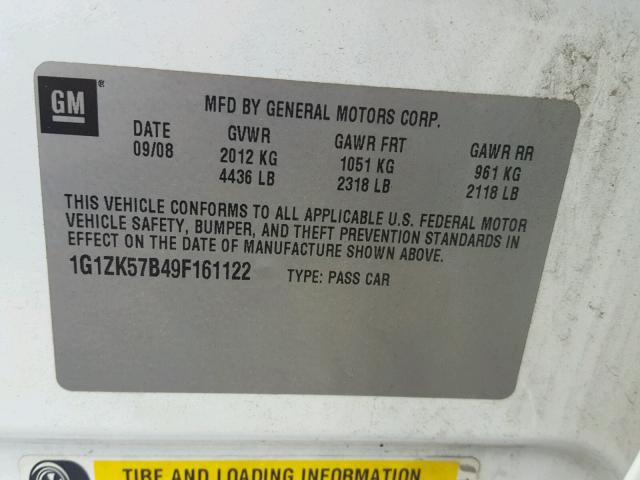 GM ®
MFD BY GENERAL MOTORS CORP.
DATE GVWR GAWR FRT GAWR RR
09/08 2012 KG 1051 KG 961 KG
4436 LB 2318 LB 2118 LB
THIS VEHICLE CONFORMS TO ALL APPLICABLE U.S. FEDERAL MOTOR
VEHICLE SAFETY, BUMPER, AND THEFT PREVENTION STANDARDS IN
EFFECT ON THE DATE OF MANUFACTURE SHOWN ABOVE.
1G1ZK57B49F161122 TYPE: PASS CAR
TIRE AND LOADING INFORMATION